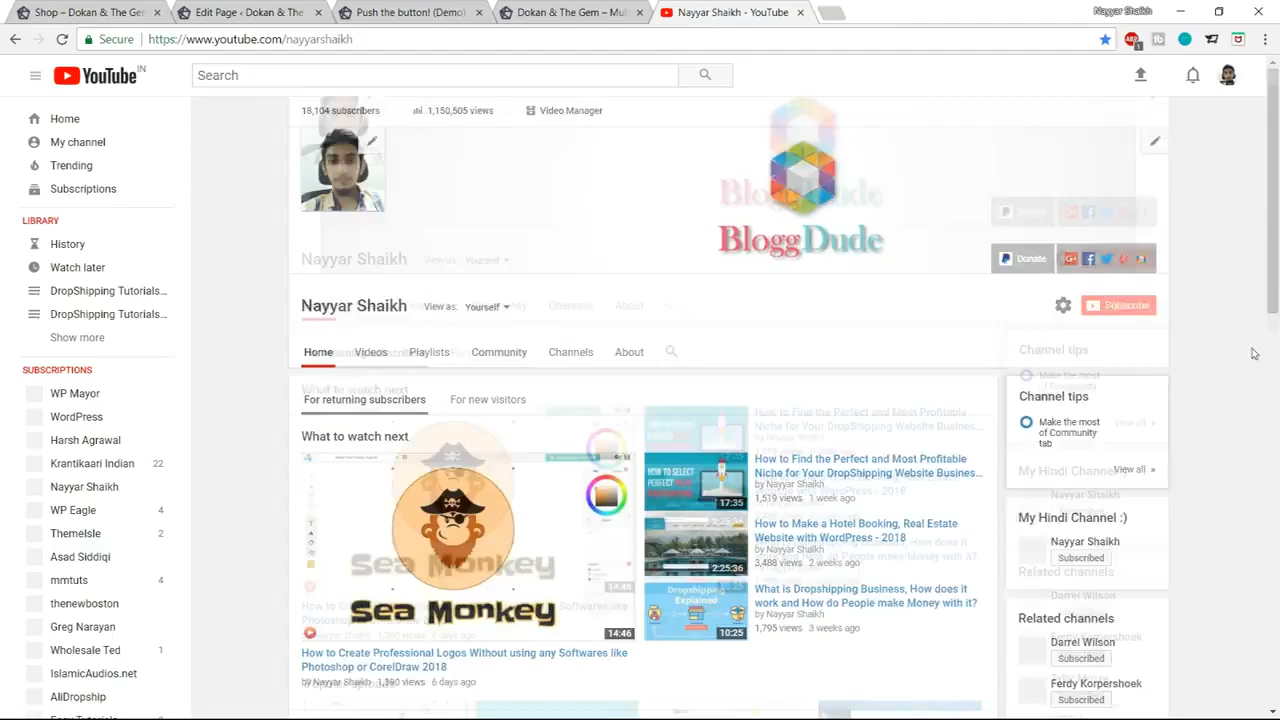 Shop – Dokan & The Ger
Edit Page ‹ Dokan & The
Push the button! (Demo)
Dokan & The Gem – Mul
Nayyar Shaikh - YouTube
Nayyar Shaikh
Secure
https://www.youtube.com/nayyarshaikh
YouTube IN
Search
18,104 subscribers
1,150,505 views
Video Manager
Home
My channel
Trending
Subscriptions
LIBRARY
History
Watch later
DropShipping Tutorials...
DropShipping Tutorials...
Show more
SUBSCRIPTIONS
WP Mayor
WordPress
Harsh Agrawal
Krantikaari Indian 22
Nayyar Shaikh
WP Eagle 4
ThemeIsle 2
Asad Siddiqi
mmtuts 4
thenewboston
Greg Narayan
Wholesale Ted 1
IslamicAudios.net
AliDropship
BloggDude
Donate
Nayyar Shaikh
View as: Yourself
Subscribe
Home
Videos
Playlists
Community
Channels
About
For returning subscribers
For new visitors
What to watch next
Sea Monkey
14:46
How to Create Professional Logos Without using any Softwares like
Photoshop or CorelDraw 2018
by Nayyar Shaikh 1,390 views 6 days ago
HOW TO SELECT
PERFECT
17:35
How to Find the Perfect and Most Profitable
Niche for Your DropShipping Website Busines...
by Nayyar Shaikh
1,519 views 1 week ago
2:25:36
How to Make a Hotel Booking, Real Estate
Website with WordPress - 2018
by Nayyar Shaikh
3,488 views 2 weeks ago
Dropshipping
Explained
10:25
What is Dropshipping Business, How does it
work and How do People make Money with it?
by Nayyar Shaikh
1,795 views 3 weeks ago
Channel tips
Make the most
of Community
tab
View all »
My Hindi Channel :)
Nayyar Shaikh
Subscribed
Related channels
Darrel Wilson
Subscribed
Ferdy Korpershoek
Subscribed